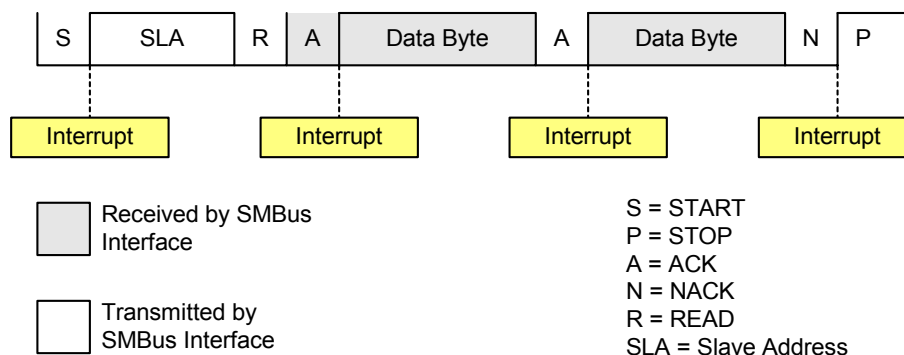 S SLA R A Data Byte A Data Byte N P
Interrupt Interrupt Interrupt Interrupt
Received by SMBus
Interface
Transmitted by
SMBus Interface
S = START
P = STOP
A = ACK
N = NACK
R = READ
SLA = Slave Address